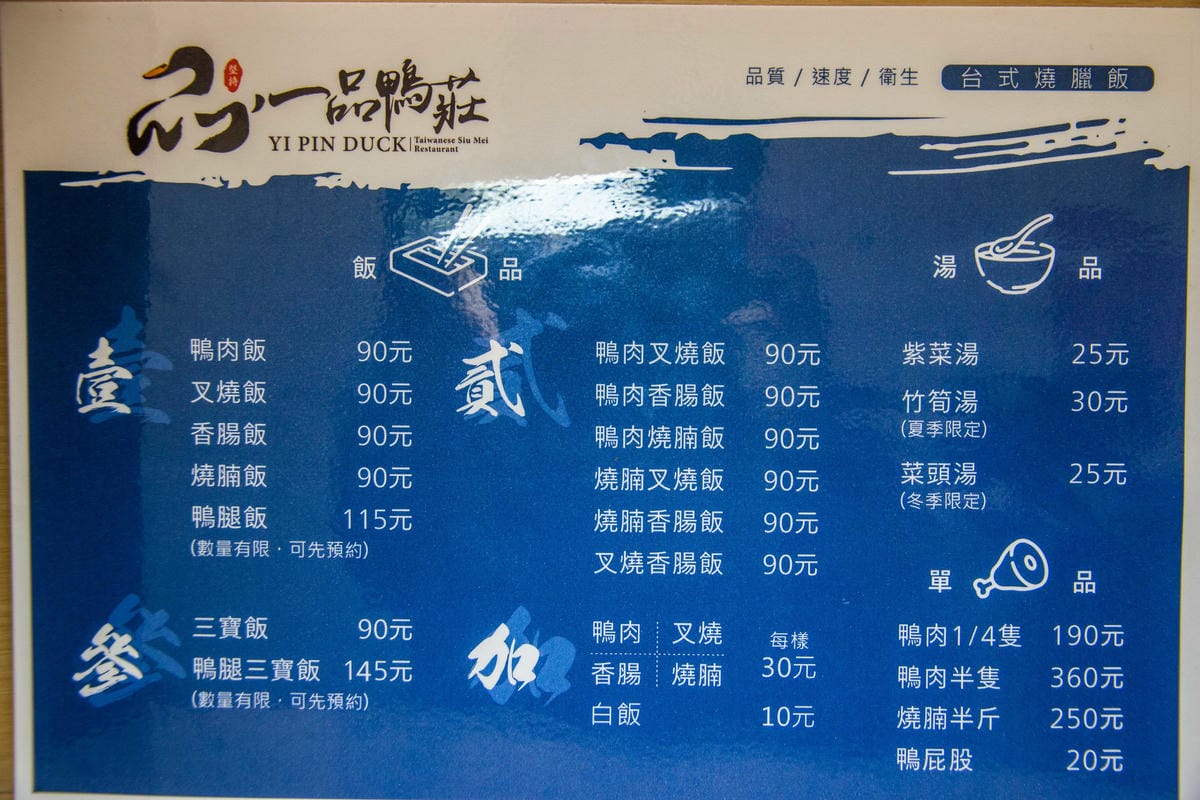 堅持
一品鴨莊
YI PIN DUCK
Taiwanese Siu Mei
Restaurant
品質 / 速度 / 衛生
台式燒臘飯
飯品
壹
鴨肉飯 90元
叉燒飯 90元
香腸飯 90元
燒腩飯 90元
鴨腿飯 115元
(數量有限，可先預約)
貳
鴨肉叉燒飯 90元
鴨肉香腸飯 90元
鴨肉燒腩飯 90元
燒腩叉燒飯 90元
燒腩香腸飯 90元
叉燒香腸飯 90元
參
三寶飯 90元
鴨腿三寶飯 145元
(數量有限，可先預約)
加
鴨肉 叉燒
香腸 燒腩
每樣
30元
白飯 10元
湯品
紫菜湯 25元
竹筍湯 30元
(夏季限定)
菜頭湯 25元
(冬季限定)
單品
鴨肉1/4隻 190元
鴨肉半隻 360元
燒腩半斤 250元
鴨屁股 20元